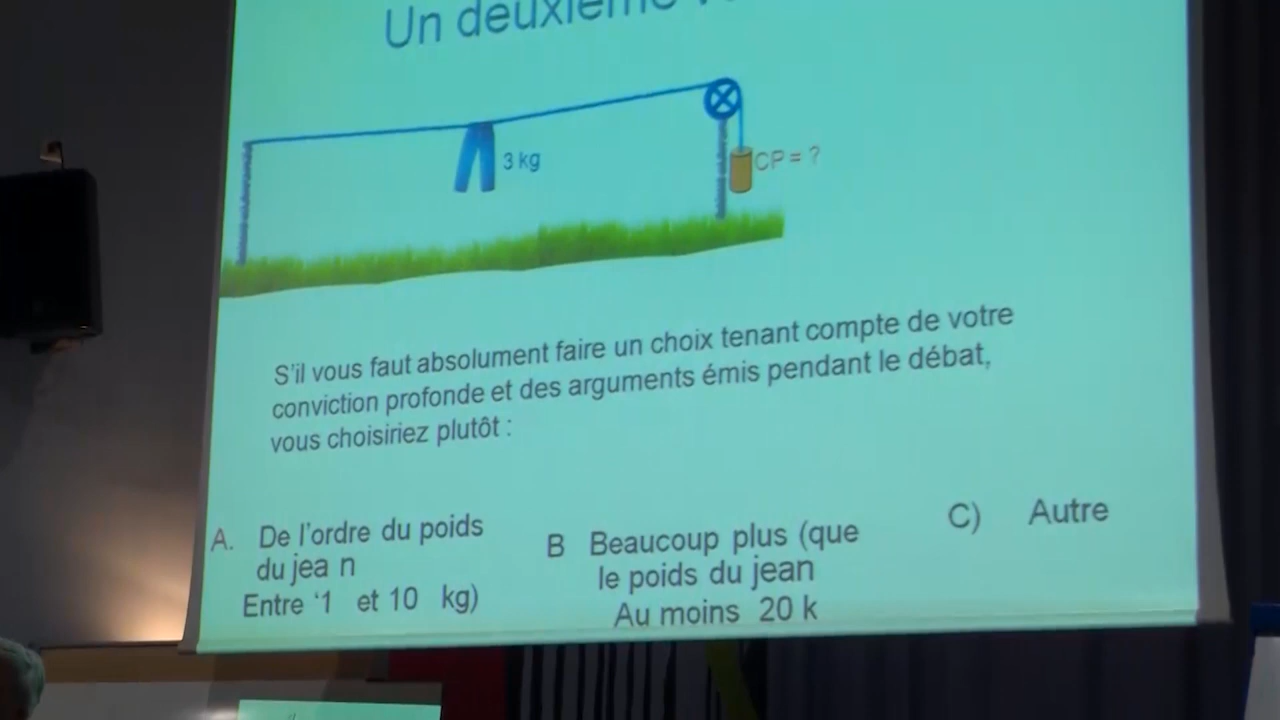 Un deuxième
3 kg
CP = ?
S'il vous faut absolument faire un choix tenant compte de votre
conviction profonde et des arguments émis pendant le débat,
vous choisiriez plutôt :
A. De l'ordre du poids
du jea n
Entre '1 et 10 kg)
B Beaucoup plus (que
le poids du jean
Au moins 20 k
C) Autre